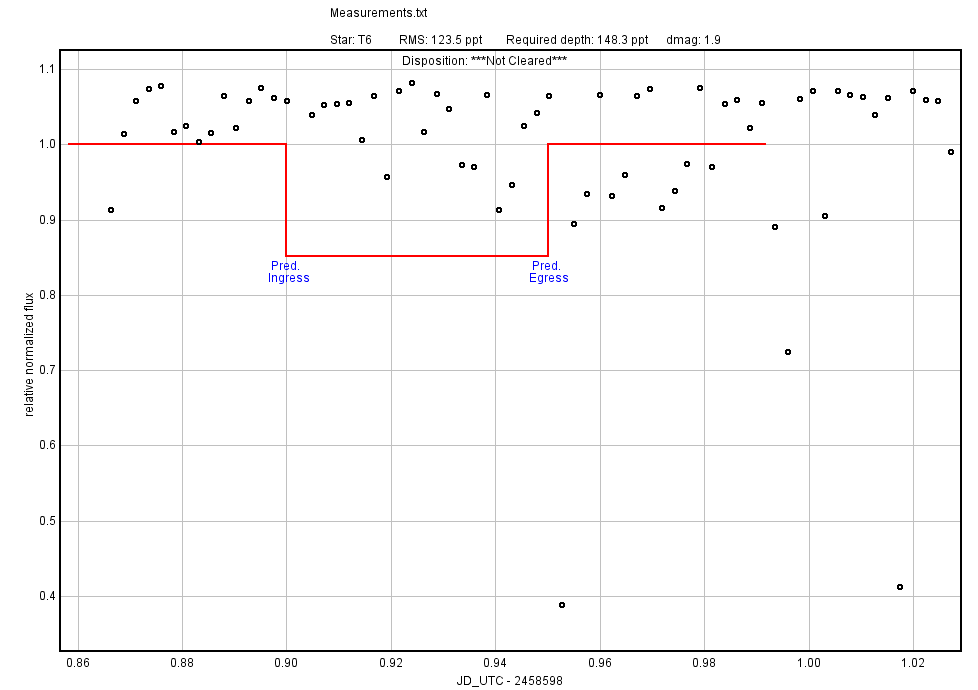 Measurements.txt
Star: T6 RMS: 123.5 ppt Required depth: 148.3 ppt dmag: 1.9
Disposition: ***Not Cleared***
1.1
1.0
0.9
0.8
0.7
0.6
0.5
0.4
relative normalized flux
Pred.
Ingress
Pred.
Egress
0.86 0.88 0.90 0.92 0.94 0.96 0.98 1.00 1.02
JD_UTC - 2458598